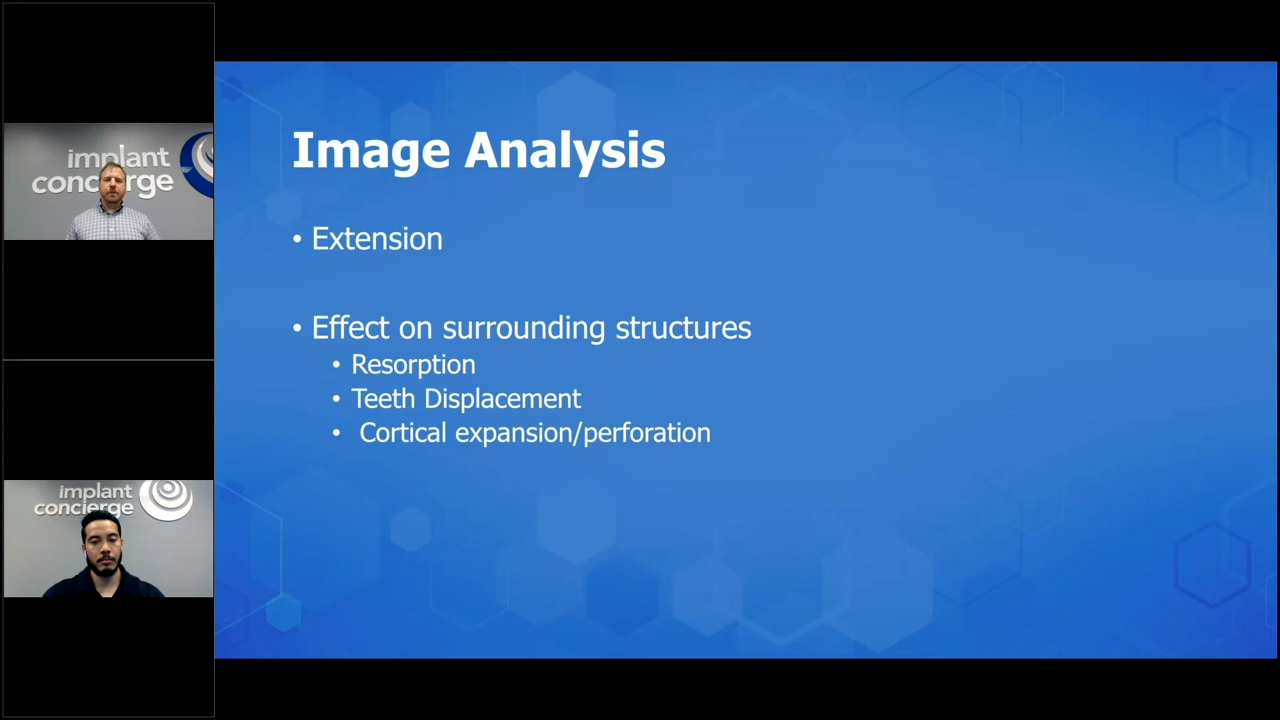 implant
concierge
Image Analysis
• Extension
• Effect on surrounding structures
• Resorption
• Teeth Displacement
• Cortical expansion/perforation
implant
concierge